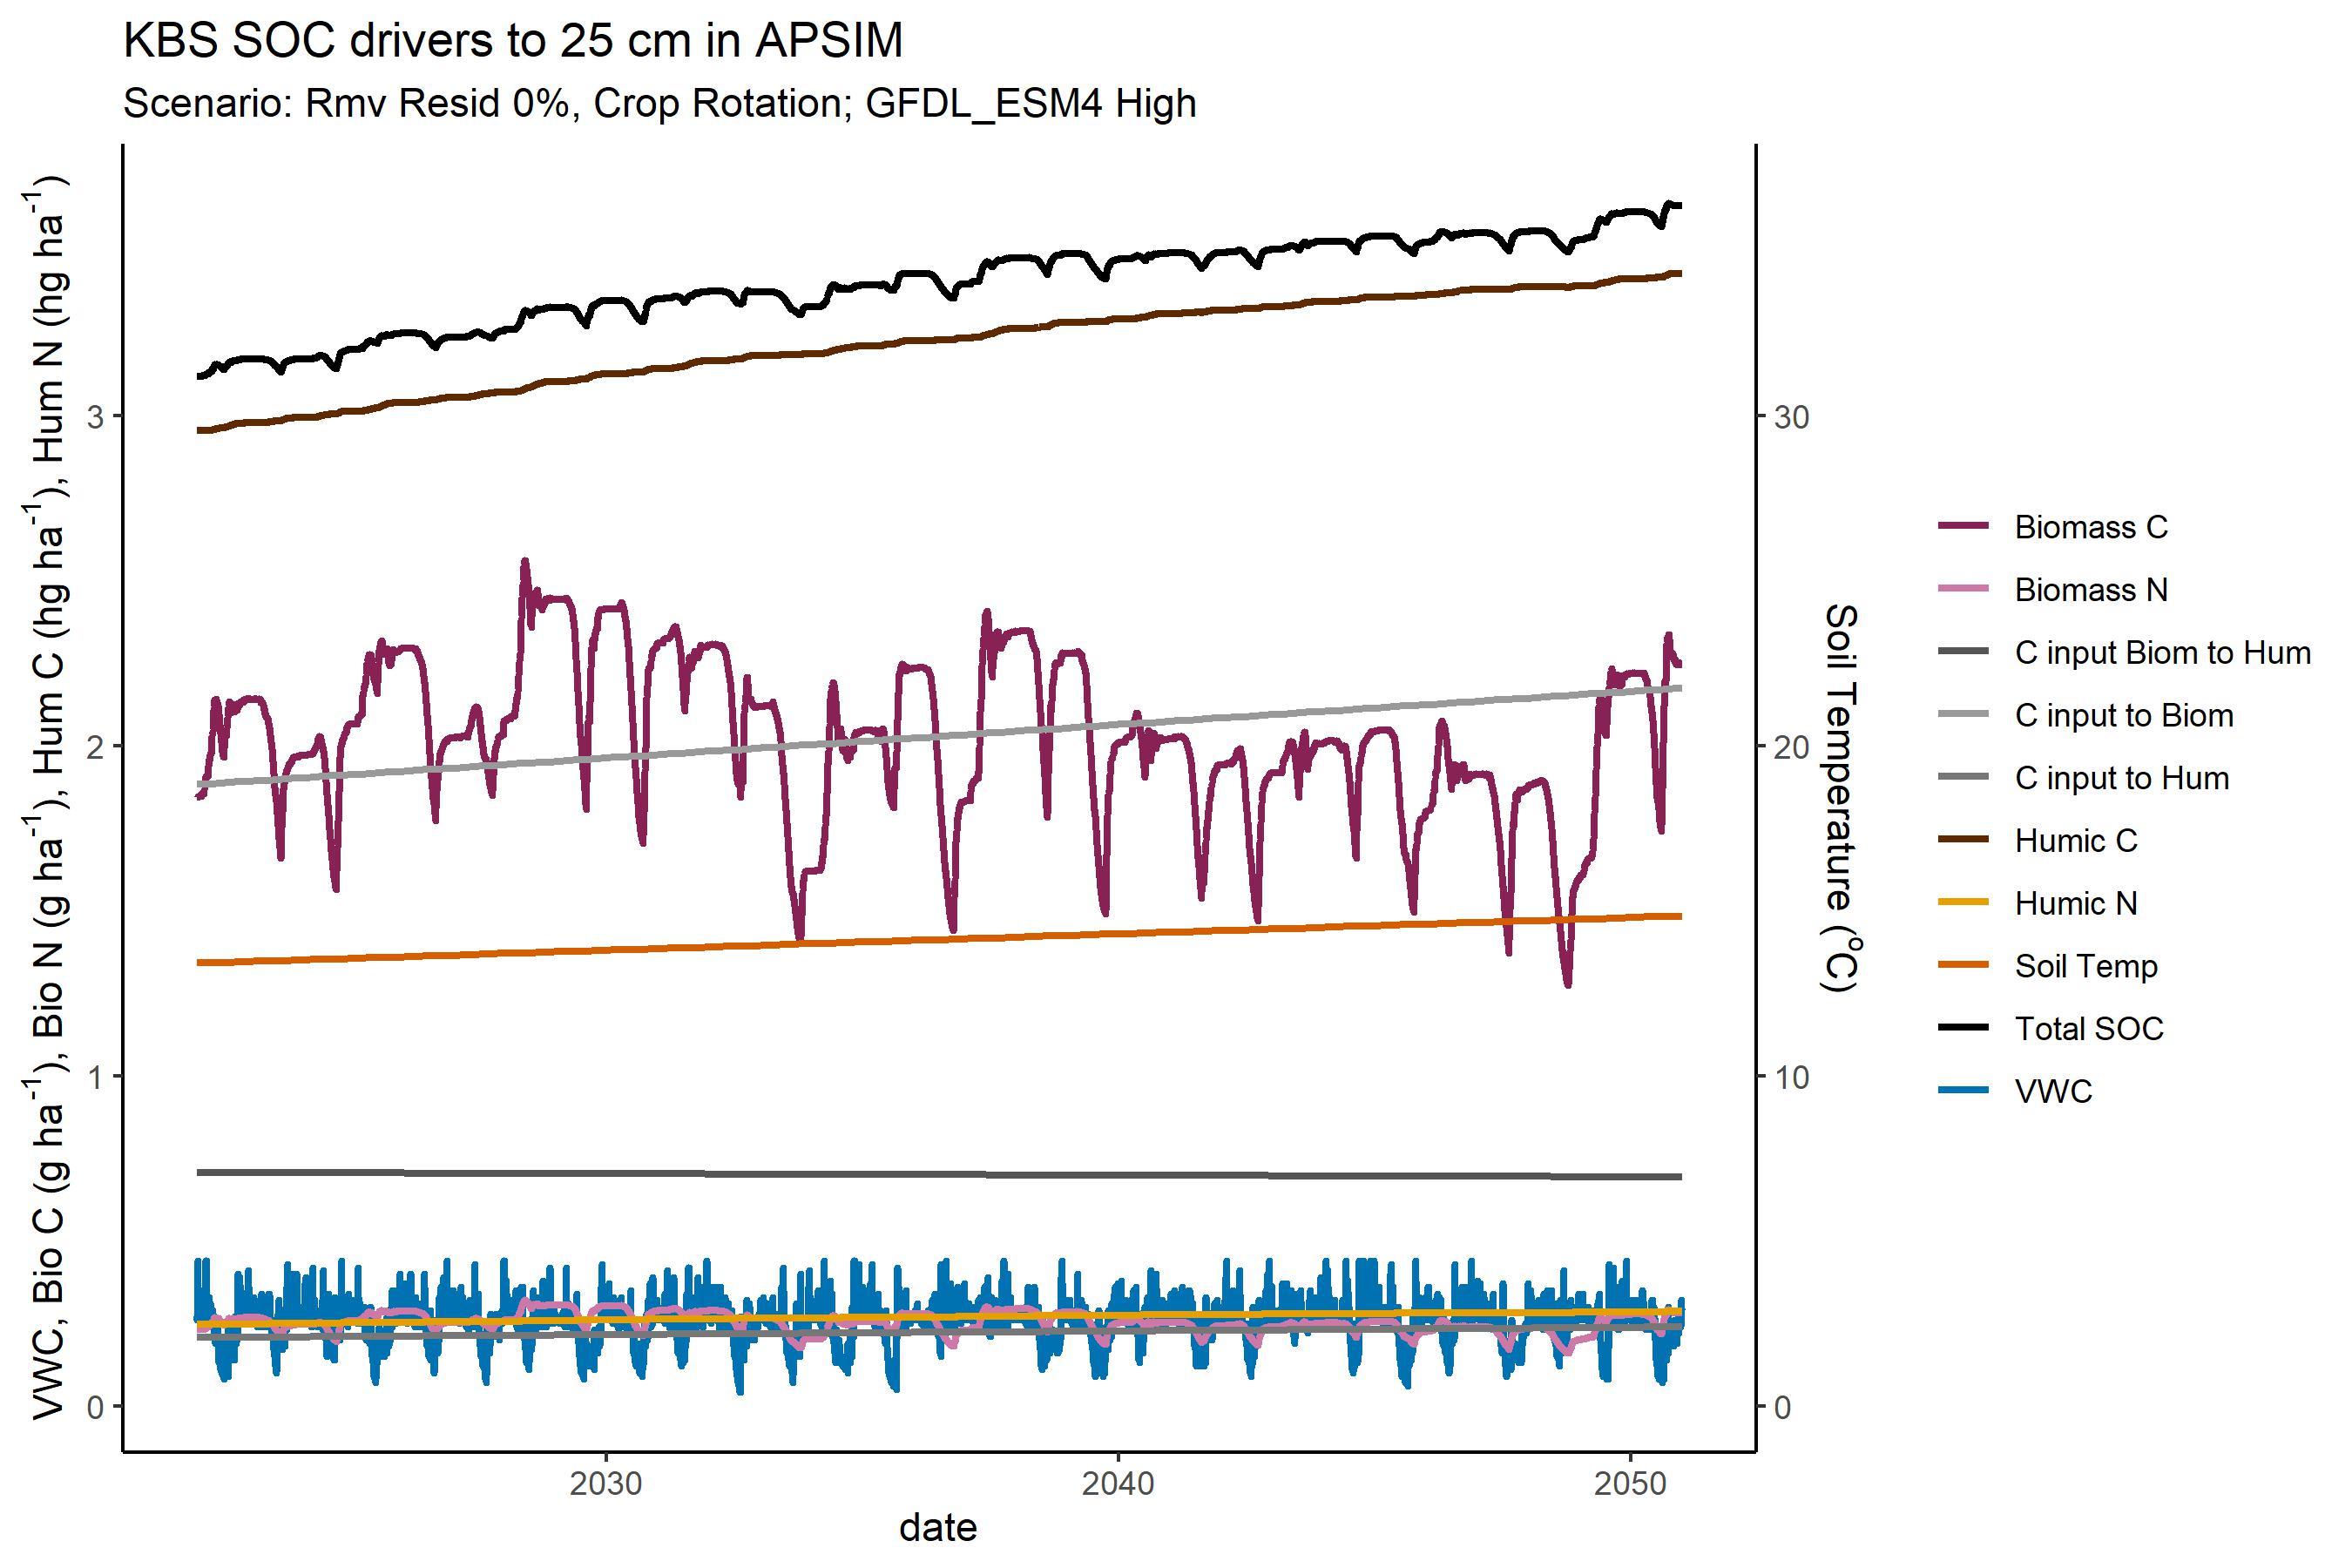 KBS SOC drivers to 25 cm in APSIM
Scenario: Rmv Resid 0%, Crop Rotation; GFDL_ESM4 High
VWC, Bio C (g ha⁻¹), Bio N (g ha⁻¹), Hum C (hg ha⁻¹), Hum N (hg ha⁻¹)
3
2
1
0
30
20
10
0
Soil Temperature (°C)
2030
2040
2050
date
Biomass C
Biomass N
C input Biom to Hum
C input to Biom
C input to Hum
Humic C
Humic N
Soil Temp
Total SOC
VWC